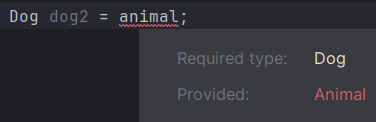 Dog dog2 = animal;
Required type: Dog
Provided: Animal